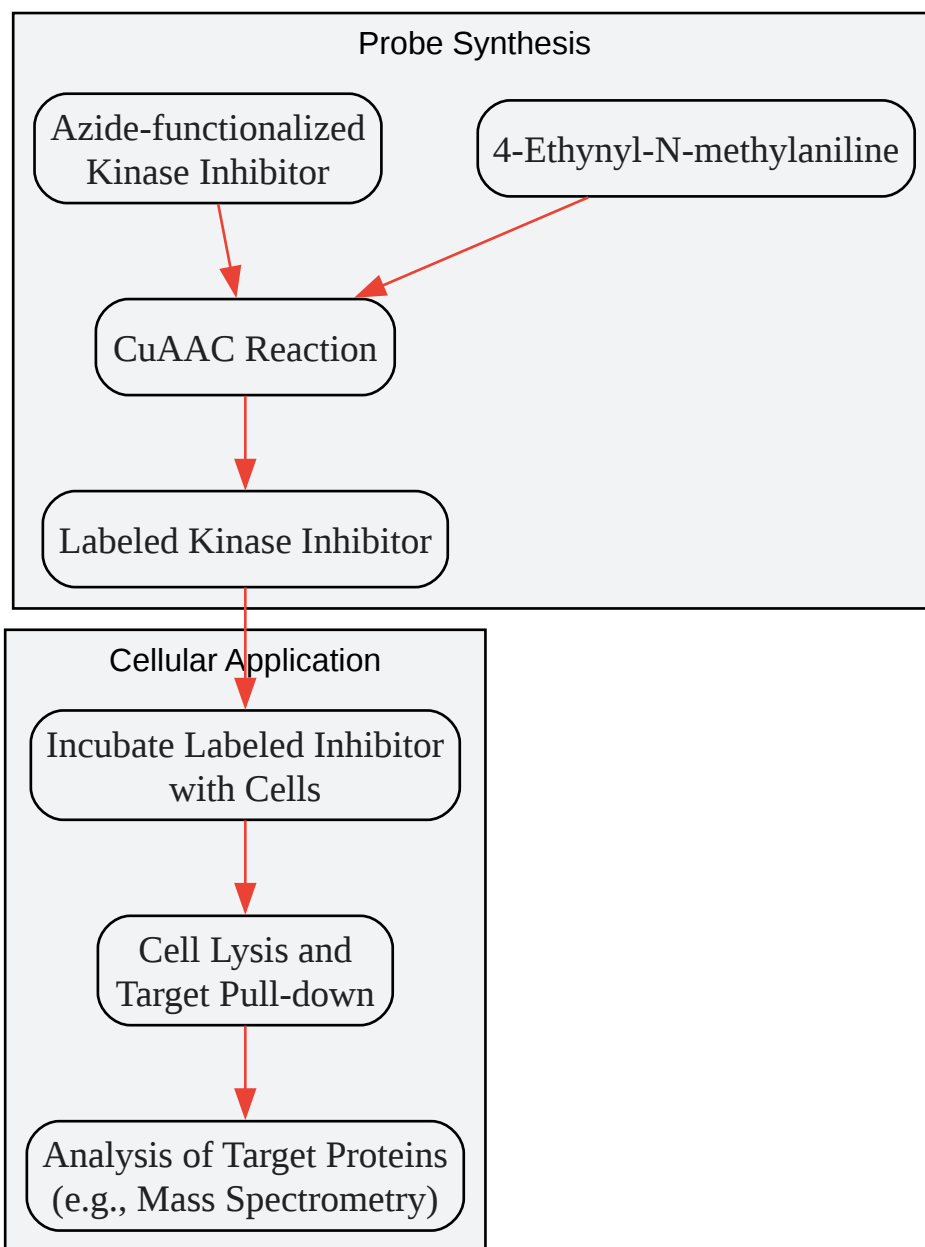 Probe Synthesis
Azide-functionalized
Kinase Inhibitor
4-Ethynyl-N-methylaniline
CuAAC Reaction
Labeled Kinase Inhibitor
Cellular Application
Incubate Labeled Inhibitor
with Cells
Cell Lysis and
Target Pull-down
Analysis of Target Proteins
(e.g., Mass Spectrometry)